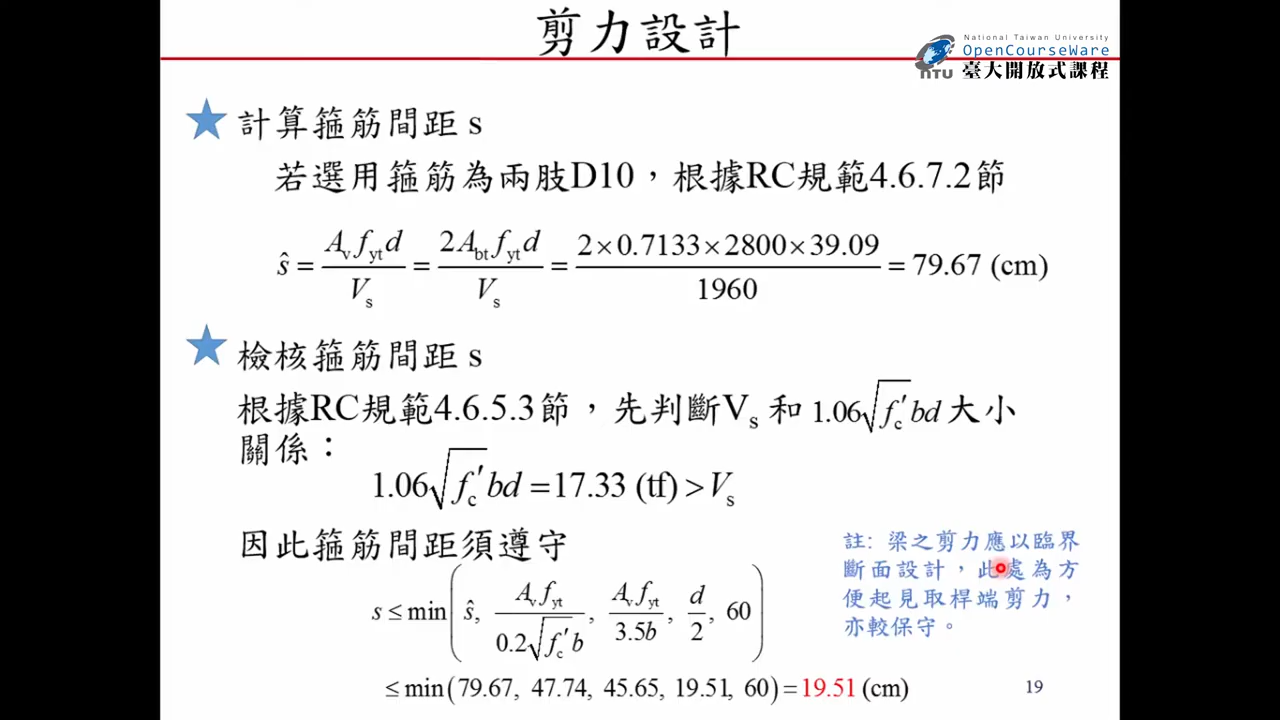 剪力設計
National Taiwan University
OpenCourseWare
NTU 臺大開放式課程
計算箍筋間距 s
若選用箍筋為兩肢D10，根據RC規範4.6.7.2節
ŝ = A_v f_yt d / V_s = 2A_bt f_yt d / V_s = 2×0.7133×2800×39.09 / 1960 = 79.67 (cm)
檢核箍筋間距 s
根據RC規範4.6.5.3節，先判斷V_s 和 1.06√f_c′ bd 大小
關係：
1.06√f_c′ bd = 17.33 (tf) > V_s
因此箍筋間距須遵守
s ≤ min(ŝ, A_v f_yt / 0.2√f_c′ b, A_v f_yt / 3.5b, d / 2, 60)
≤ min(79.67, 47.74, 45.65, 19.51, 60) = 19.51 (cm)
註: 梁之剪力應以臨界
斷面設計，此處為方
便起見取桿端剪力，
亦較保守。
19